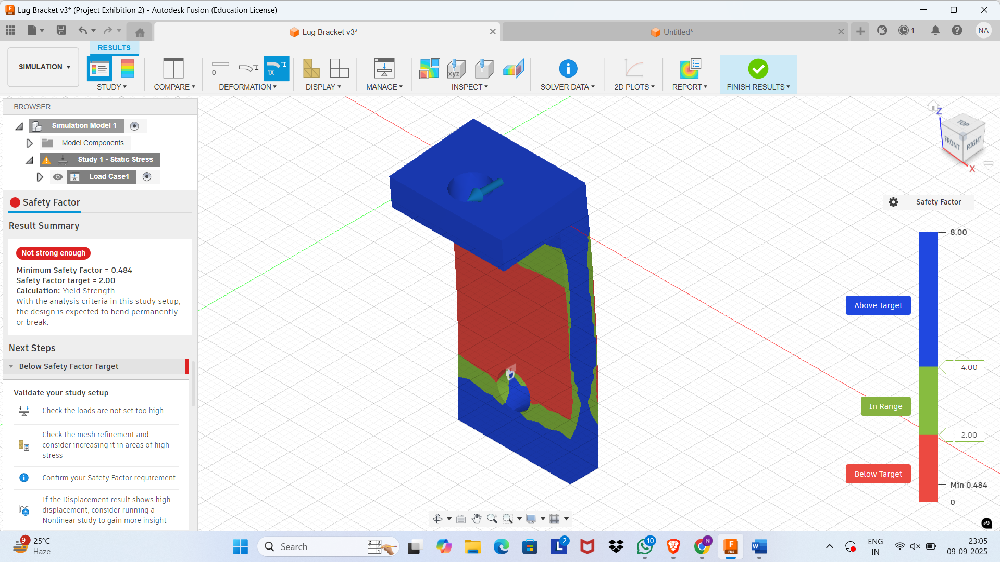 Lug Bracket v3* (Project Exhibition 2) - Autodesk Fusion (Education License)
Lug Bracket v3*
Untitled*
1
NA
SIMULATION
RESULTS
0
1X
xyz
STUDY
COMPARE
DEFORMATION
DISPLAY
MANAGE
INSPECT
SOLVER DATA
2D PLOTS
REPORT
FINISH RESULTS
BROWSER
Simulation Model 1
Model Components
Study 1 - Static Stress
Load Case1
Safety Factor
Result Summary
Not strong enough
Minimum Safety Factor = 0.484
Safety Factor target = 2.00
Calculation: Yield Strength
With the analysis criteria in this study setup,
the design is expected to bend permanently
or break.
Next Steps
Below Safety Factor Target
Validate your study setup
Check the loads are not set too high
Check the mesh refinement and
consider increasing it in areas of high
stress
Confirm your Safety Factor requirement
If the Displacement result shows high
displacement, consider running a
Nonlinear study to gain more insight
Z
TOP
FRONT
RIGHT
X
Safety Factor
8.00
Above Target
4.00
In Range
2.00
Below Target
Min 0.484
0
9+
25°C
Haze
Search
2
10
N
F
FUS
W
ENG
IN
23:05
09-09-2025